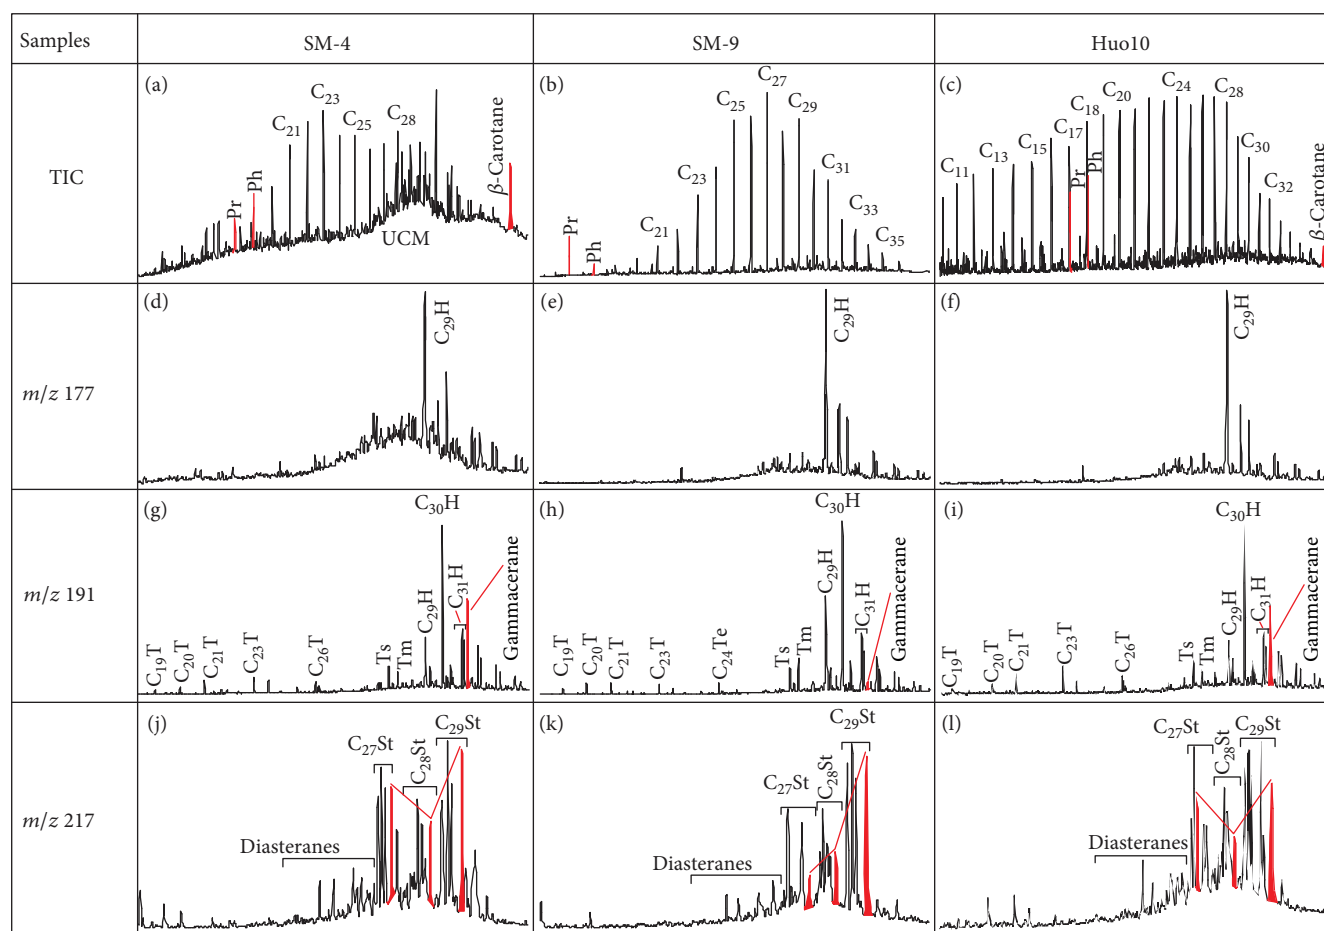 Samples SM-4 SM-9 Huo10
TIC
(a) C21 C23 C25 C28 Pr Ph UCM β-Carotane
(b) Pr Ph C21 C23 C25 C27 C29 C31 C33 C35
(c) C11 C13 C15 C17 C18 Pr Ph C20 C24 C28 C30 C32 β-Carotane
m/z 177
(d) C29H
(e) C29H
(f) C29H
m/z 191
(g) C19T C20T C21T C23T C26T Ts Tm C29H C30H C31H Gammacerane
(h) C19T C20T C21T C23T C24Te Ts Tm C29H C30H C31H Gammacerane
(i) C19T C20T C21T C23T C26T Ts Tm C29H C30H C31H Gammacerane
m/z 217
(j) Diasteranes C27St C28St C29St
(k) Diasteranes C27St C28St C29St
(l) Diasteranes C27St C28St C29St